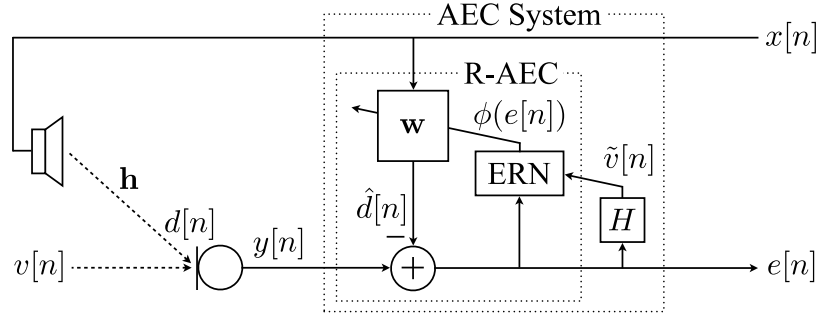 AEC System
x[n]
R-AEC
w
ϕ(e[n])
ṽ[n]
h
ERN
d̂[n]
H
d[n]
−
v[n]
y[n]
+
e[n]